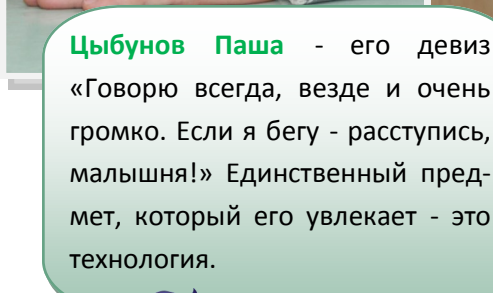 Цыбунов Паша - его девиз
«Говорю всегда, везде и очень
громко. Если я бегу - расступись,
малышня!» Единственный пред-
мет, который его увлекает - это
технология.